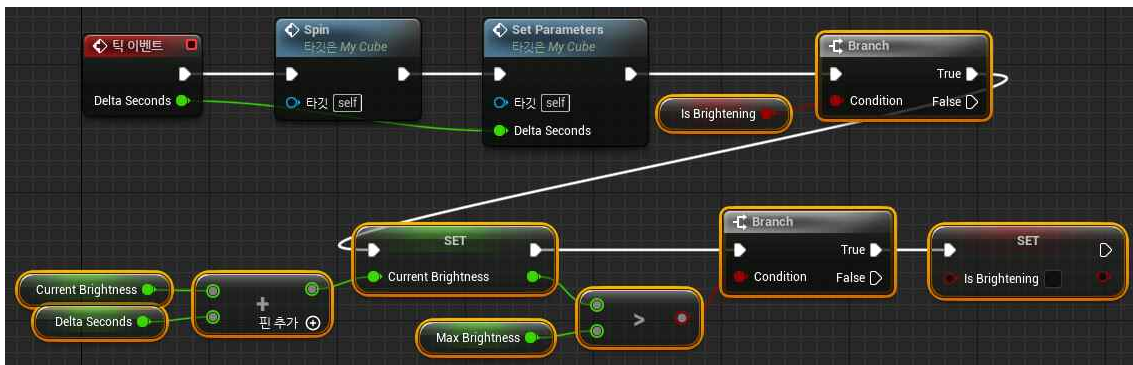 틱 이벤트
Delta Seconds
Spin
타깃은 My Cube
타깃 self
Set Parameters
타깃은 My Cube
타깃 self
Delta Seconds
Is Brightening
Branch
True
Condition
False
Current Brightness
Delta Seconds
+
핀 추가
SET
Current Brightness
Max Brightness
>
Branch
True
Condition
False
SET
Is Brightening